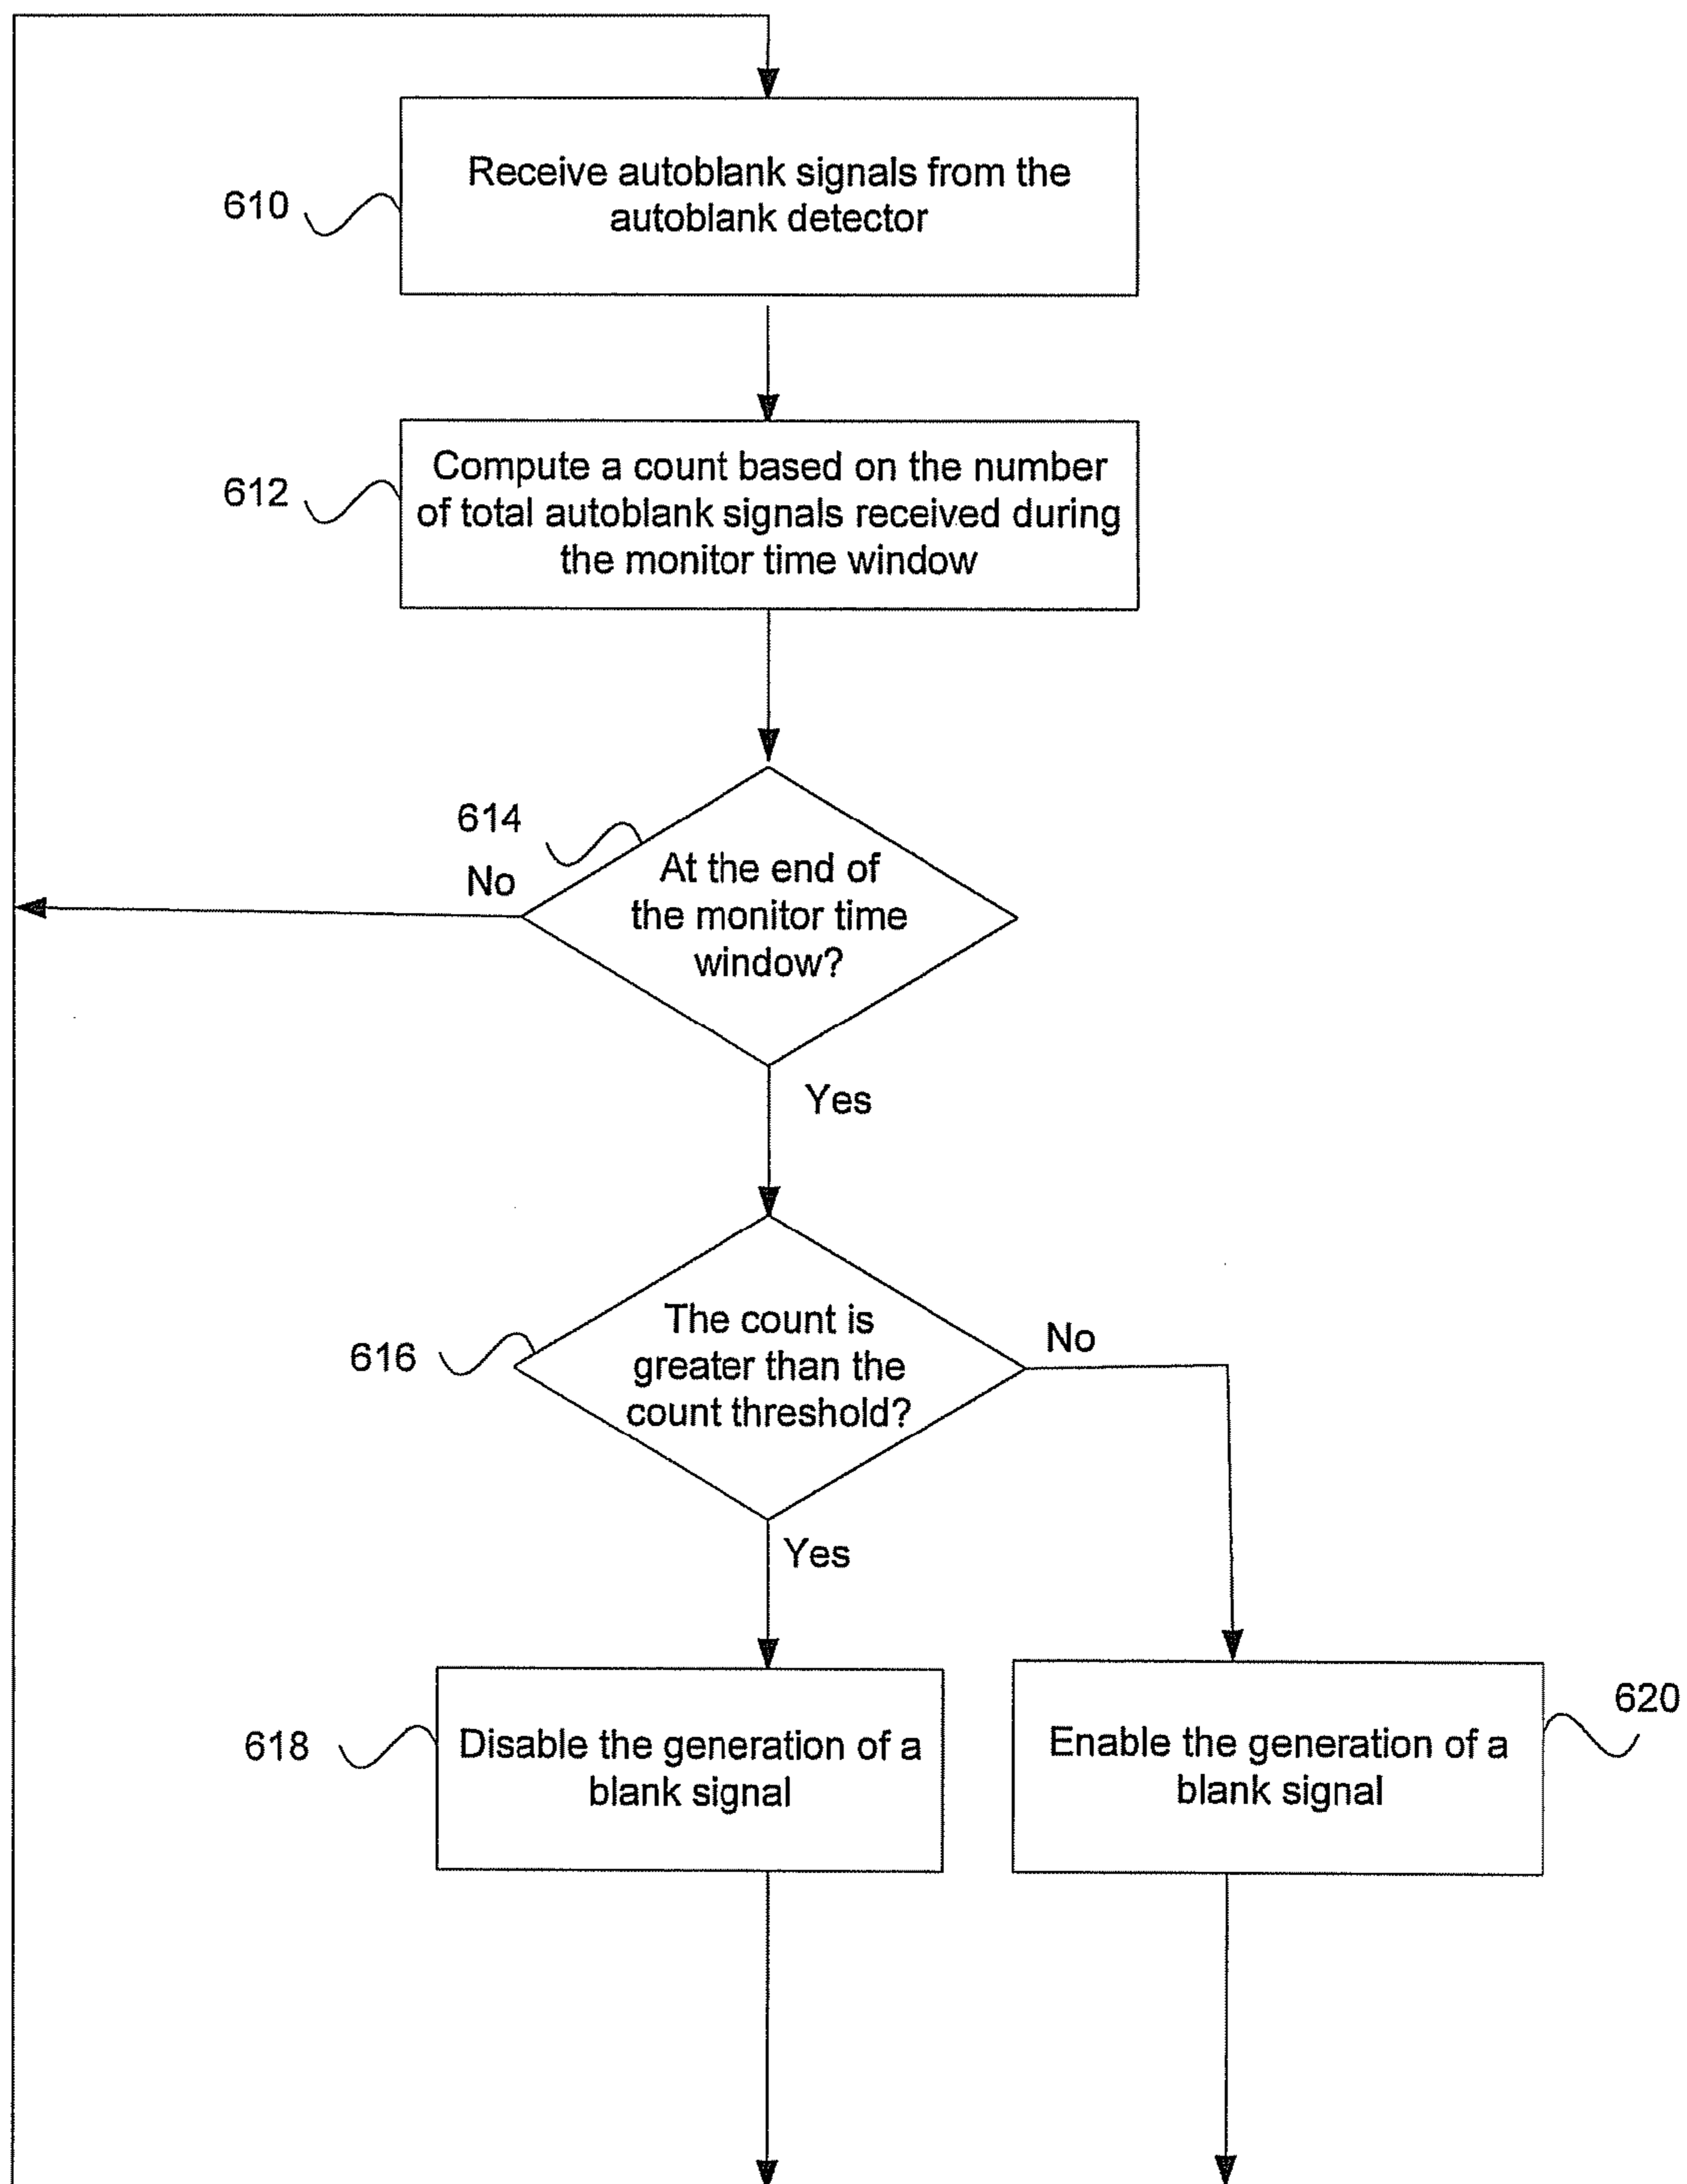 610
Receive autoblank signals from the
autoblank detector
612
Compute a count based on the number
of total autoblank signals received during
the monitor time window
614
No
At the end of
the monitor time
window?
Yes
616
The count is
greater than the
count threshold?
No
Yes
618
Disable the generation of a
blank signal
Enable the generation of a
blank signal
620